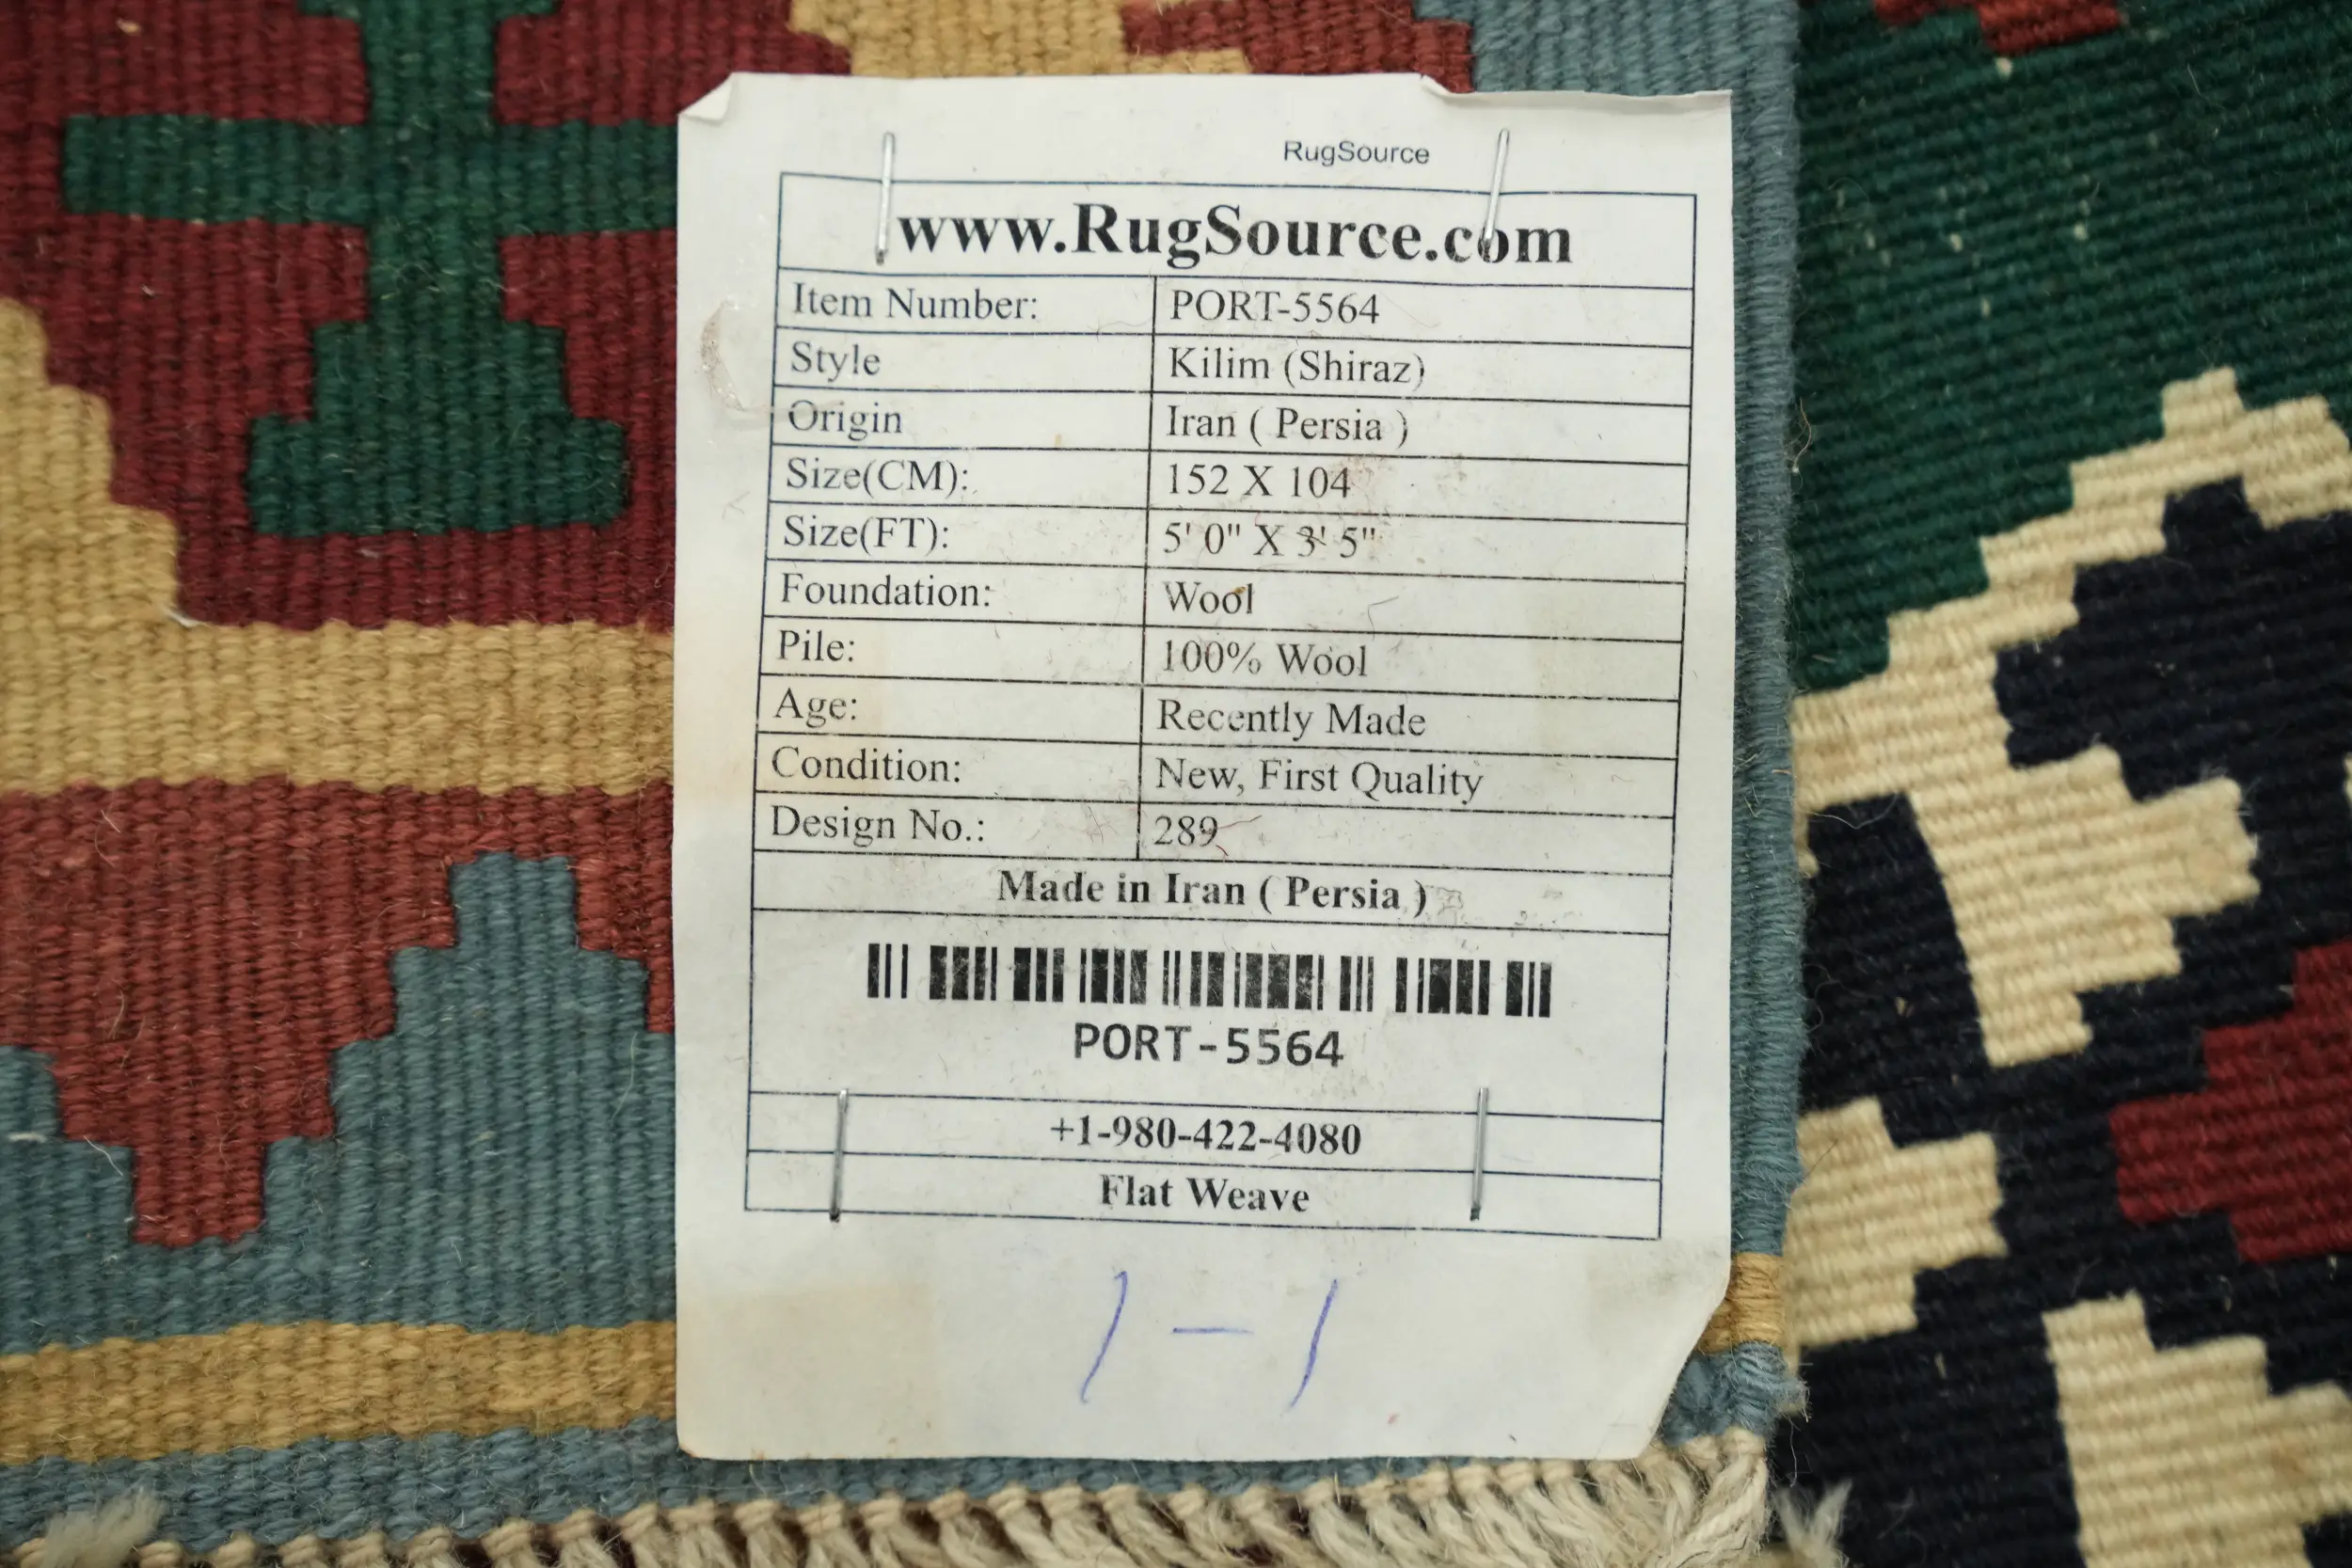 RugSource
www.RugSource.com
Item Number: PORT-5564
Style Kilim (Shiraz)
Origin Iran ( Persia )
Size(CM): 152 X 104
Size(FT): 5' 0" X 3' 5"
Foundation: Wool
Pile: 100% Wool
Age: Recently Made
Condition: New, First Quality
Design No.: 289
Made in Iran ( Persia )
PORT-5564
+1-980-422-4080
Flat Weave
1-1